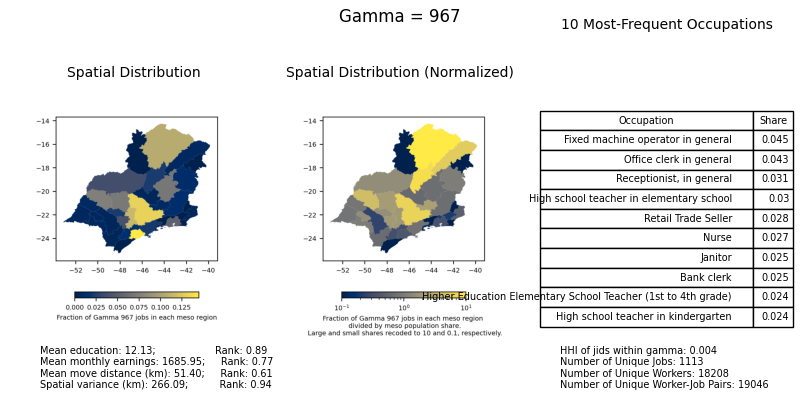 Gamma = 967
10 Most-Frequent Occupations
Spatial Distribution
Spatial Distribution (Normalized)
−14
−16
−18
−20
−22
−24
−52 −50 −48 −46 −44 −42 −40
0.000 0.025 0.050 0.075 0.100 0.125
Fraction of Gamma 967 jobs in each meso region
−14
−16
−18
−20
−22
−24
−52 −50 −48 −46 −44 −42 −40
10⁻¹ 10⁰ 10¹
Fraction of Gamma 967 jobs in each meso region
divided by meso population share.
Large and small shares recoded to 10 and 0.1, respectively.
Occupation Share
Fixed machine operator in general 0.045
Office clerk in general 0.043
Receptionist, in general 0.031
High school teacher in elementary school 0.03
Retail Trade Seller 0.028
Nurse 0.027
Janitor 0.025
Bank clerk 0.025
Higher Education Elementary School Teacher (1st to 4th grade) 0.024
High school teacher in kindergarten 0.024
Mean education: 12.13; Rank: 0.89
Mean monthly earnings: 1685.95; Rank: 0.77
Mean move distance (km): 51.40; Rank: 0.61
Spatial variance (km): 266.09; Rank: 0.94
HHI of jids within gamma: 0.004
Number of Unique Jobs: 1113
Number of Unique Workers: 18208
Number of Unique Worker-Job Pairs: 19046